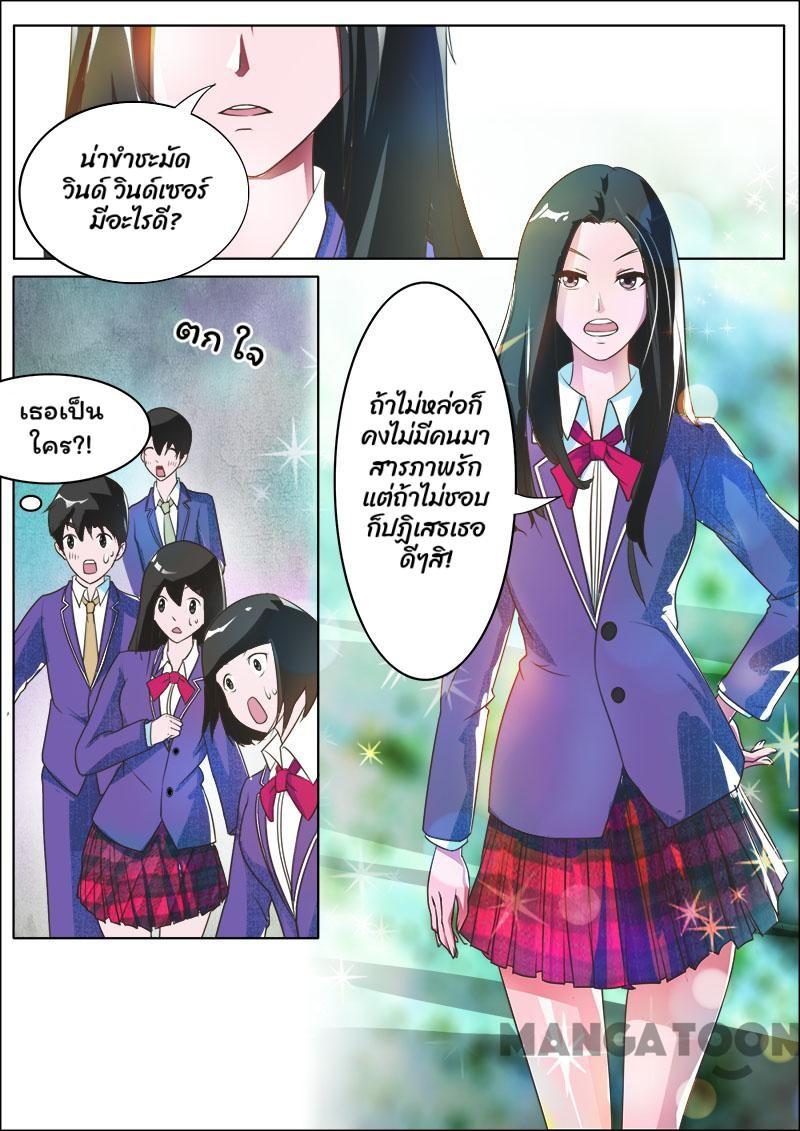 น่าขำชะมัด
วินด์ วินด์เซอร์
มีอะไรดี?
ตก ใจ
เธอเป็น
ใคร?!
ถ้าไม่หล่อก็
คงไม่มีคนมา
สารภาพรัก
แต่ถ้าไม่ชอบ
ก็ปฏิเสธเธอ
ดีๆสิ!
MANGA TOON